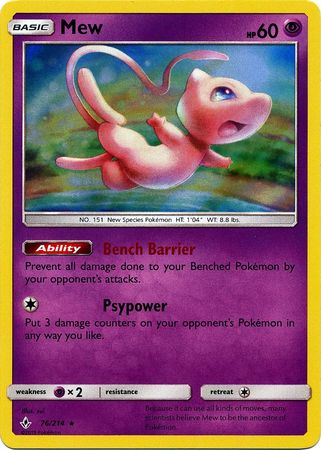 BASIC Mew HP60
NO. 151 New Species Pokémon HT: 1'04" WT: 8.8 lbs.
Ability Bench Barrier
Prevent all damage done to your Benched Pokémon by
your opponent's attacks.
Psypower
Put 3 damage counters on your opponent's Pokémon in
any way you like.
weakness ×2 resistance retreat
Illus.
Because it can use all kinds of moves, many
scientists believe Mew to be the ancestor
of Pokémon.
76/214 ★
©2019 Pokémon